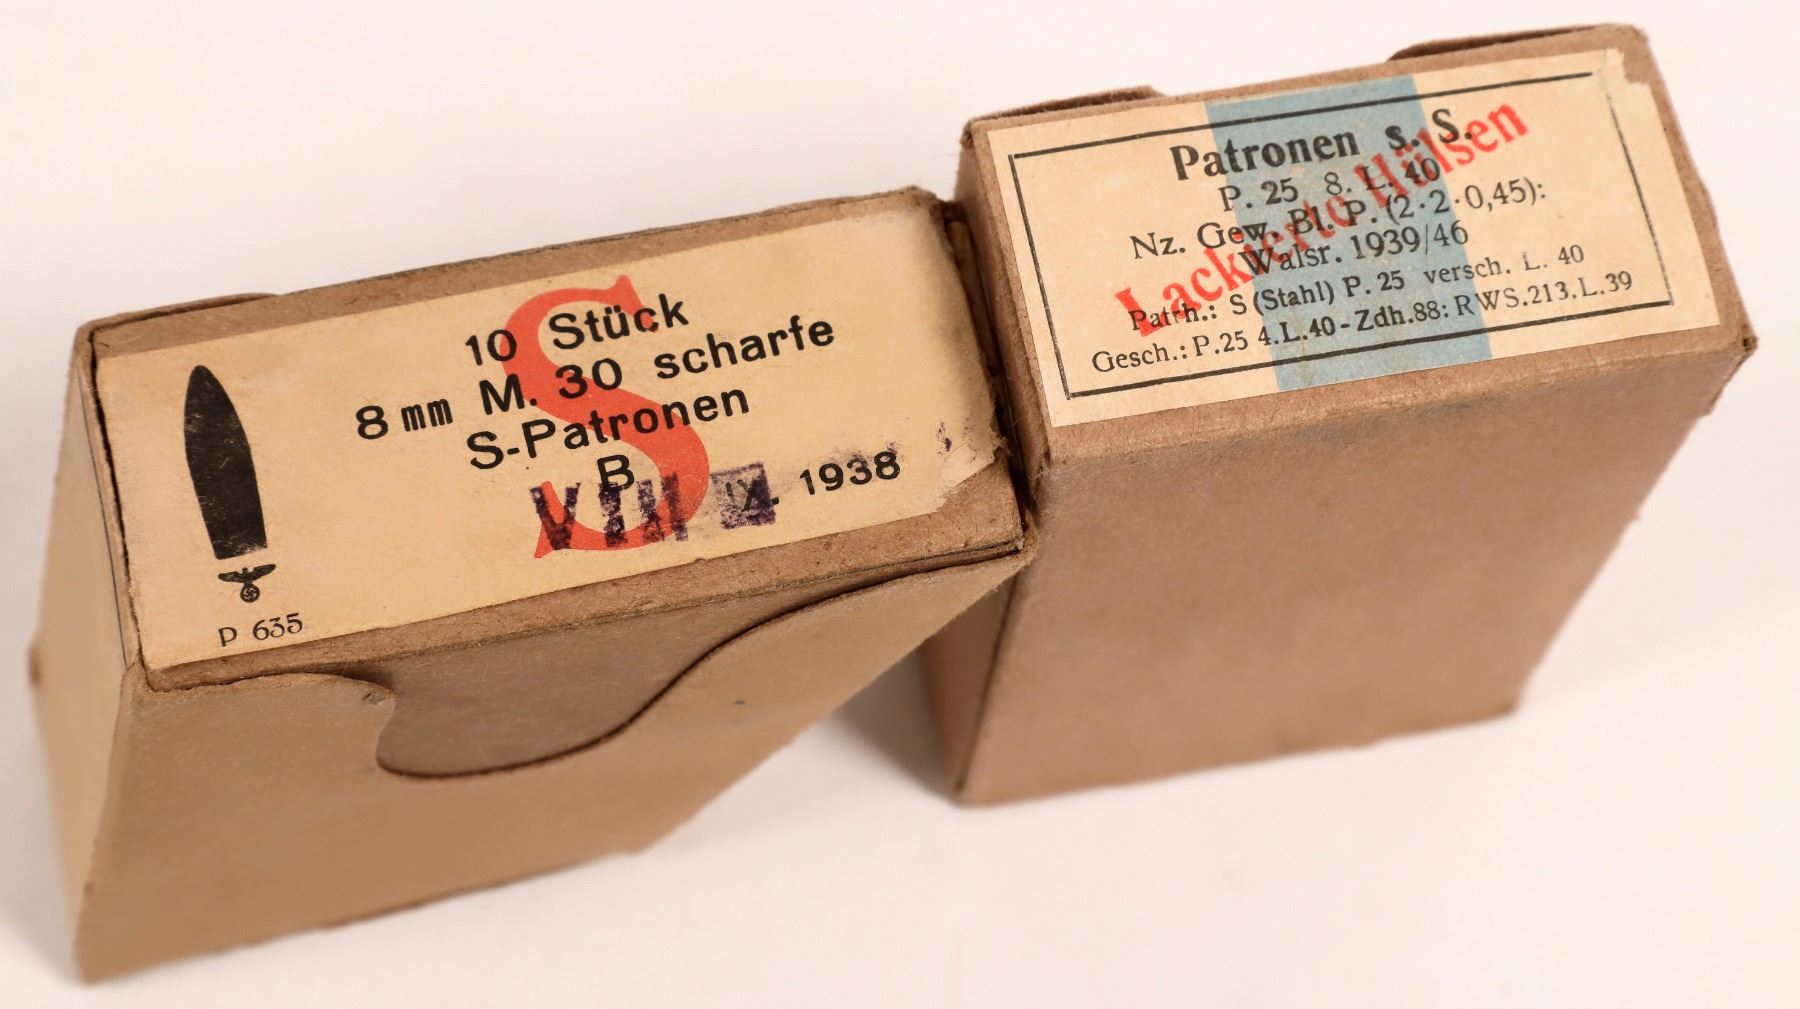 S
10 Stück
8 mm M. 30 scharfe
S-Patronen
B
VIII IX. 1938
P 635
Patronen s. S.
P. 25 8. L. 40
Nz. Gew. Bl. P. (2·2·0,45):
Walsr. 1939/46
Patrh.: S (Stahl) P. 25 versch. L. 40
Gesch.: P.25 4.L.40 - Zdh.88: RWS.213.L.39
Lackierte Hülsen